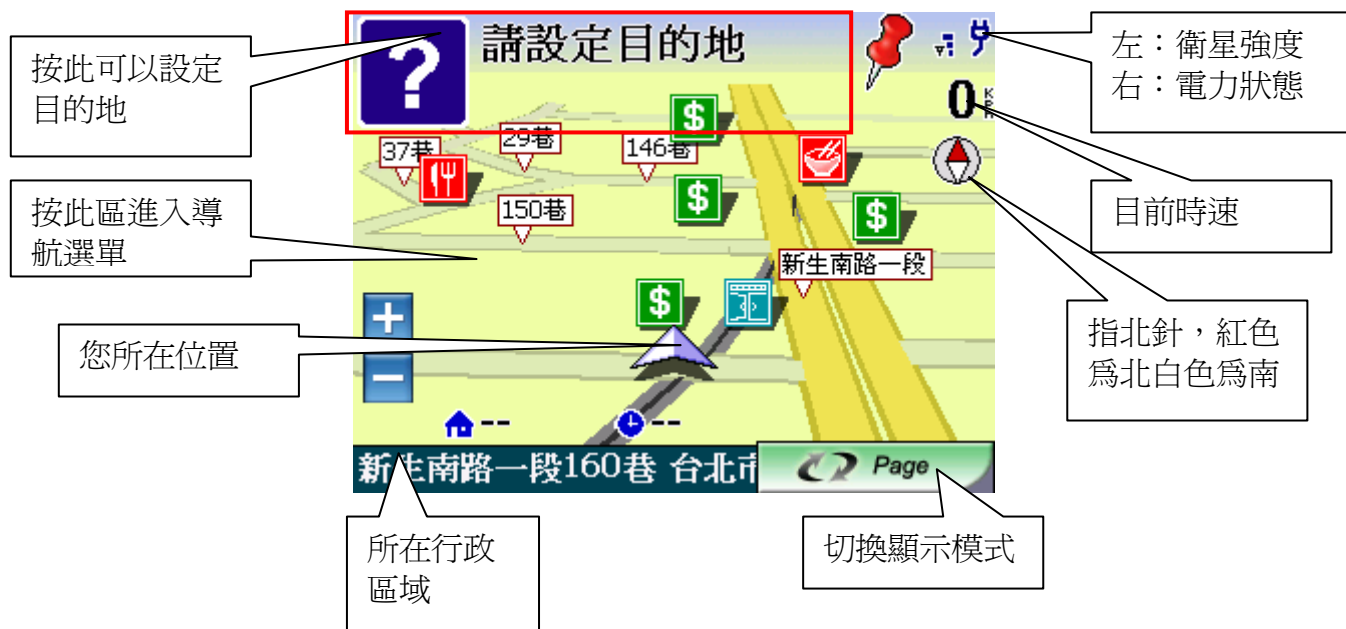 按此可以設定
目的地
?
請設定目的地
左：衛星強度
右：電力狀態
0
$
37巷
29巷
146巷
目前時速
按此區進入導
航選單
150巷
$
$
新生南路一段
+
$
指北針，紅色
爲北白色爲南
您所在位置
−
--
--
新生南路一段160巷 台北市
Page
所在行政
區域
切換顯示模式